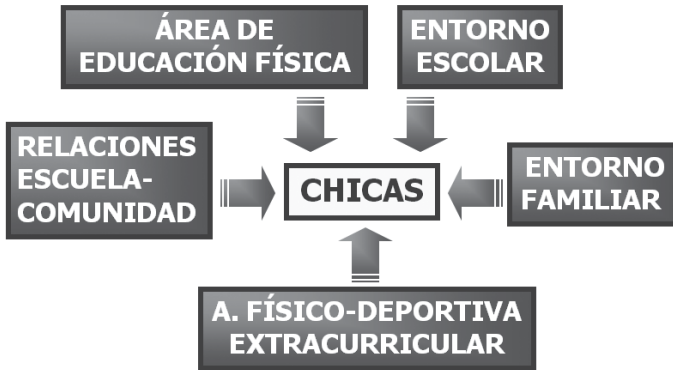 ÁREA DE
EDUCACIÓN FÍSICA
ENTORNO
ESCOLAR
RELACIONES
ESCUELA-
COMUNIDAD
CHICAS
ENTORNO
FAMILIAR
A. FÍSICO-DEPORTIVA
EXTRACURRICULAR